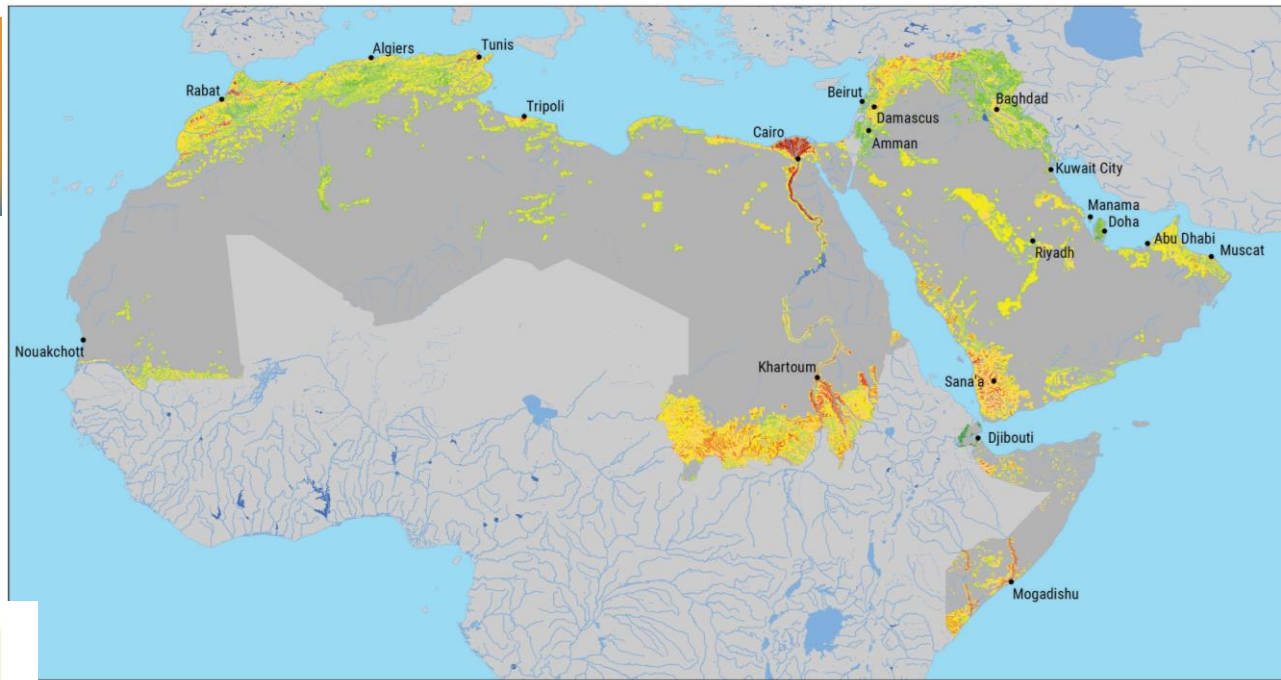 Algiers
Tunis
Rabat
Tripoli
Beirut
Baghdad
Damascus
Cairo
Amman
Kuwait City
Manama
Doha
Abu Dhabi
Riyadh
Muscat
Nouakchott
Khartoum
Sana'a
Djibouti
Mogadishu